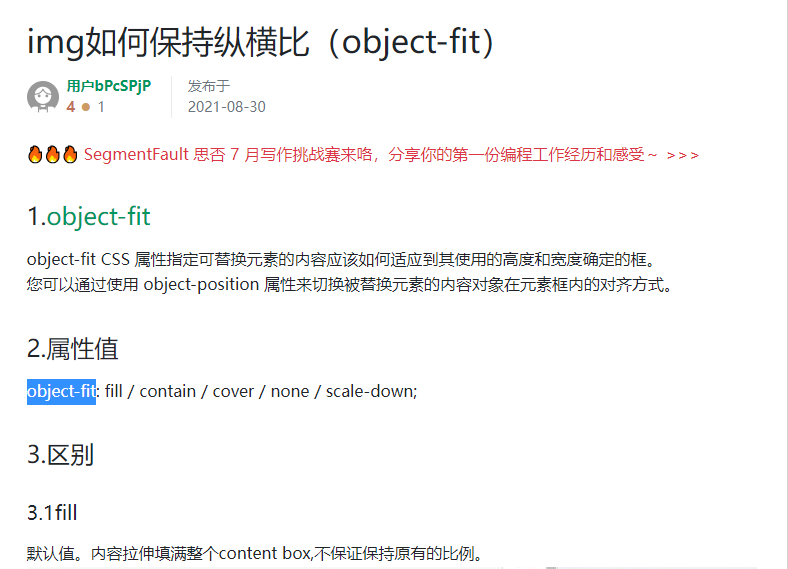 img如何保持纵横比（object-fit）
用户bPcSPjP
4 1
发布于
2021-08-30
SegmentFault 思否 7 月写作挑战赛来咯，分享你的第一份编程工作经历和感受～ >>>
1.object-fit
object-fit CSS 属性指定可替换元素的内容应该如何适应到其使用的高度和宽度确定的框。
您可以通过使用 object-position 属性来切换被替换元素的内容对象在元素框内的对齐方式。
2.属性值
object-fit: fill / contain / cover / none / scale-down;
3.区别
3.1fill
默认值。内容拉伸填满整个content box,不保证保持原有的比例。